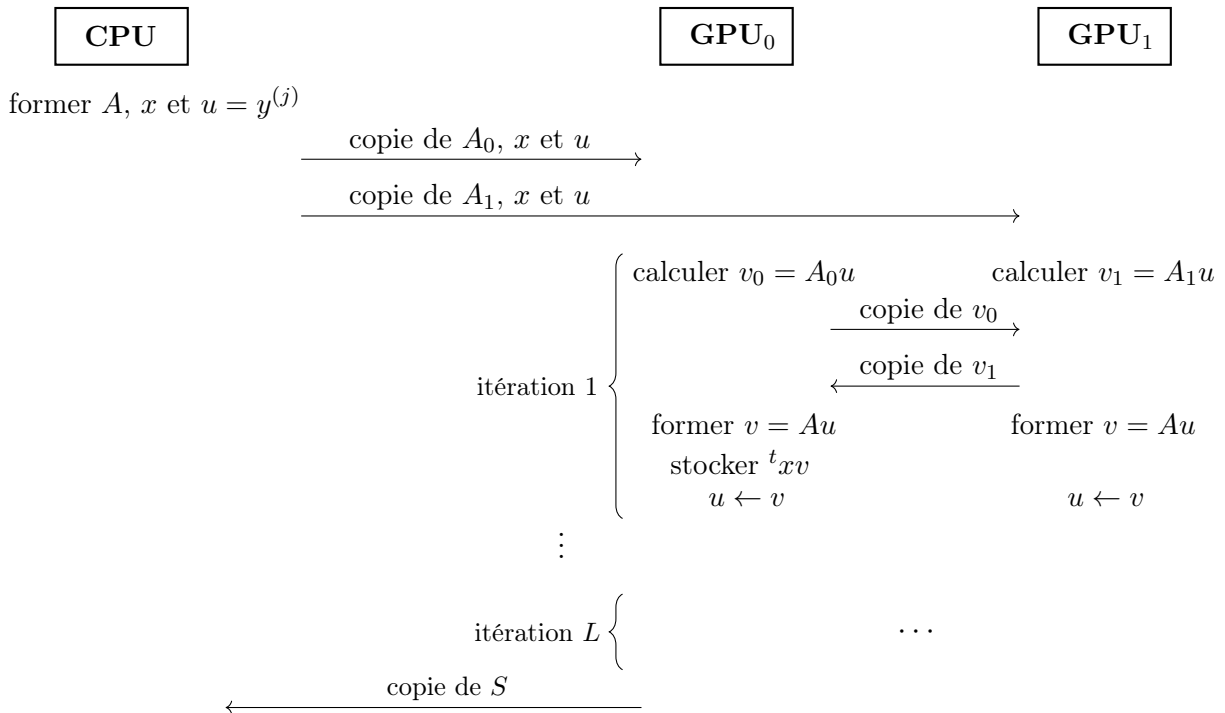 CPU GPU₀ GPU₁
former A, x et u = y⁽ʲ⁾
copie de A₀, x et u
copie de A₁, x et u
calculer v₀ = A₀u calculer v₁ = A₁u
copie de v₀
copie de v₁
itération 1
former v = Au former v = Au
stocker ᵗxv
u ← v u ← v
⋮
itération L ⋯
copie de S